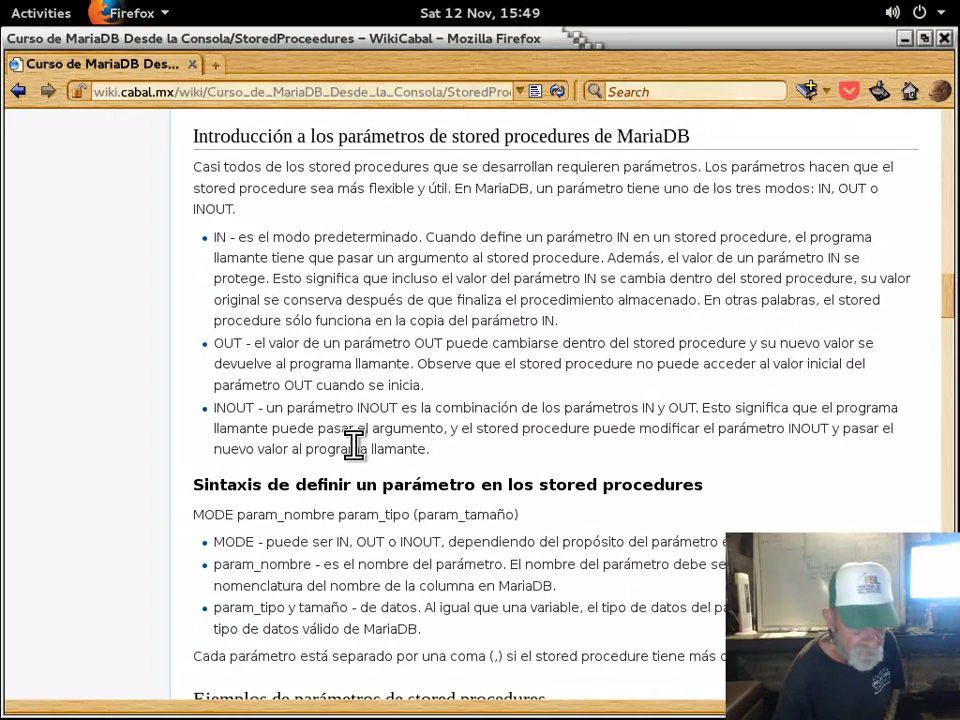 Activities Firefox Sat 12 Nov, 15:49
Curso de MariaDB Desde la Consola/StoredProceedures – WikiCabal – Mozilla Firefox
Curso de MariaDB Des...
wiki.cabal.mx/wiki/Curso_de_MariaDB_Desde_la_Consola/StoredPro Search
Introducción a los parámetros de stored procedures de MariaDB
Casi todos de los stored procedures que se desarrollan requieren parámetros. Los parámetros hacen que el
stored procedure sea más flexible y útil. En MariaDB, un parámetro tiene uno de los tres modos: IN, OUT o
INOUT.
IN - es el modo predeterminado. Cuando define un parámetro IN en un stored procedure, el programa
llamante tiene que pasar un argumento al stored procedure. Además, el valor de un parámetro IN se
protege. Esto significa que incluso el valor del parámetro IN se cambia dentro del stored procedure, su valor
original se conserva después de que finaliza el procedimiento almacenado. En otras palabras, el stored
procedure sólo funciona en la copia del parámetro IN.
OUT - el valor de un parámetro OUT puede cambiarse dentro del stored procedure y su nuevo valor se
devuelve al programa llamante. Observe que el stored procedure no puede acceder al valor inicial del
parámetro OUT cuando se inicia.
INOUT - un parámetro INOUT es la combinación de los parámetros IN y OUT. Esto significa que el programa
llamante puede pasar el argumento, y el stored procedure puede modificar el parámetro INOUT y pasar el
nuevo valor al programa llamante.
Sintaxis de definir un parámetro en los stored procedures
MODE param_nombre param_tipo (param_tamaño)
MODE - puede ser IN, OUT o INOUT, dependiendo del propósito del parámetro
param_nombre - es el nombre del parámetro. El nombre del parámetro debe se
nomenclatura del nombre de la columna en MariaDB.
param_tipo y tamaño - de datos. Al igual que una variable, el tipo de datos del
tipo de datos válido de MariaDB.
Cada parámetro está separado por una coma (,) si el stored procedure tiene más
Ejemplos de parámetros de stored procedures